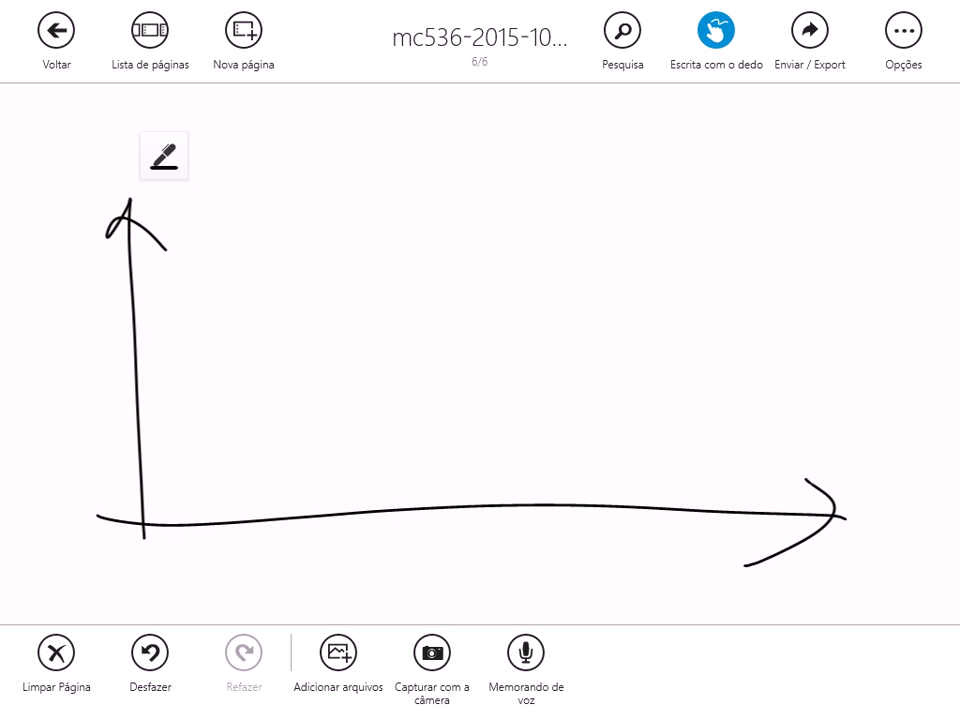 mc536-2015-10...
6/6
Voltar
Lista de páginas
Nova página
Pesquisa
Escrita com o dedo
Enviar / Export
Opções
Limpar Página
Desfazer
Refazer
Adicionar arquivos
Capturar com a
câmera
Memorando de
voz